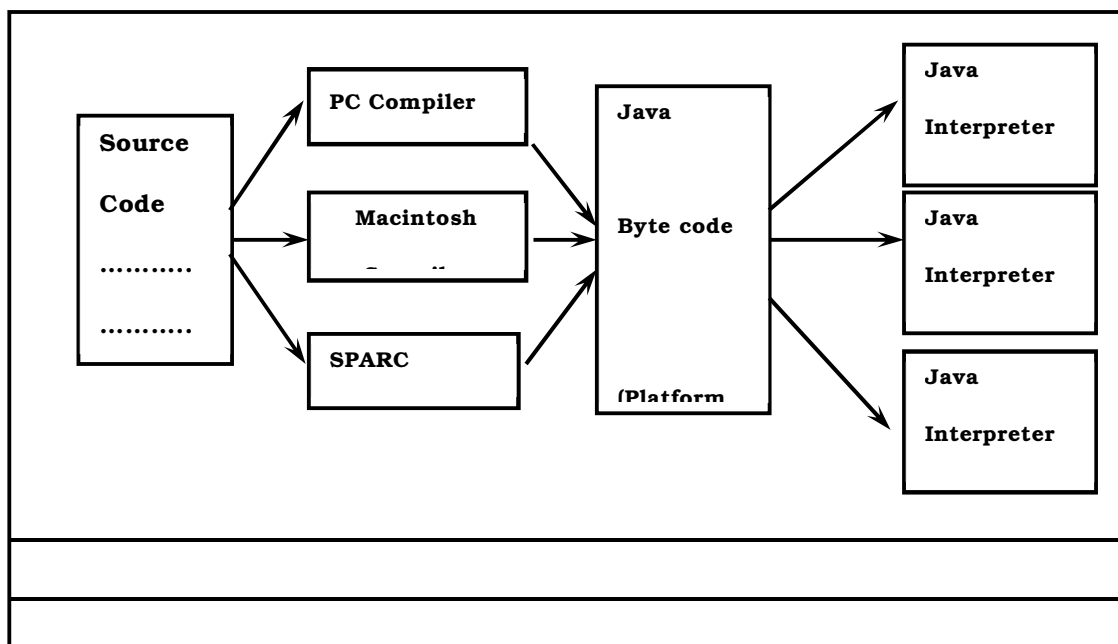 Source
Code
………..
………..
PC Compiler
Macintosh
SPARC
Java
Byte code
(Platform
Java
Interpreter
Java
Interpreter
Java
Interpreter